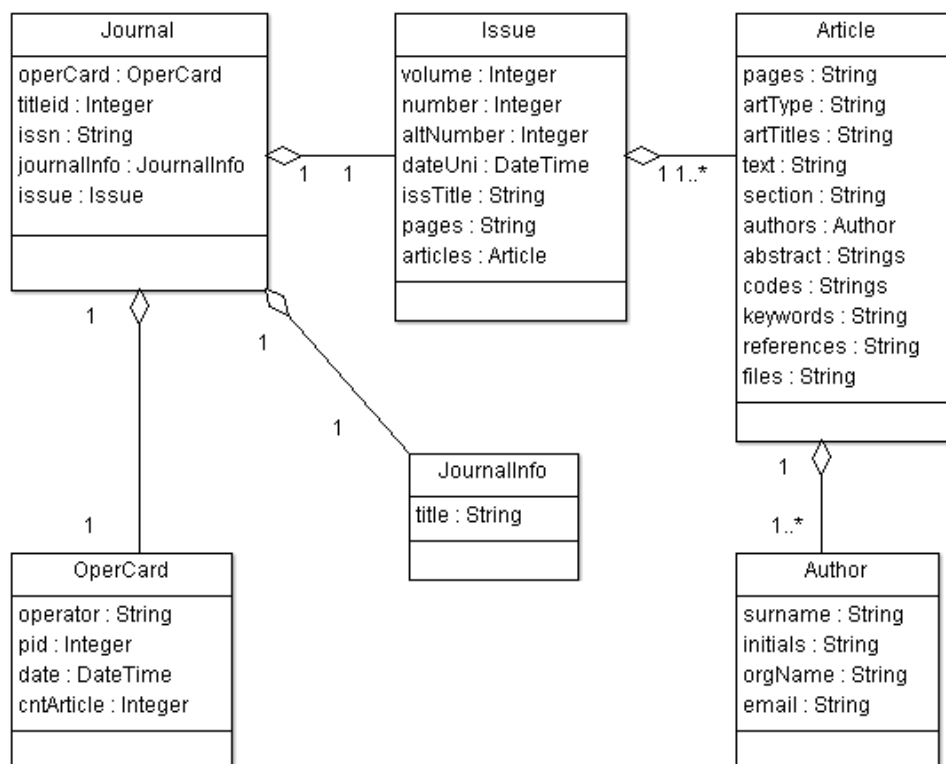 Journal
operCard : OperCard
titleid : Integer
issn : String
journalInfo : JournalInfo
issue : Issue
1
1
Issue
volume : Integer
number : Integer
altNumber : Integer
dateUni : DateTime
issTitle : String
pages : String
articles : Article
1 1..*
Article
pages : String
artType : String
artTitles : String
text : String
section : String
authors : Author
abstract : Strings
codes : Strings
keywords : String
references : String
files : String
1
1
1
1
JournalInfo
title : String
1
1..*
OperCard
operator : String
pid : Integer
date : DateTime
cntArticle : Integer
Author
surname : String
initials : String
orgName : String
email : String